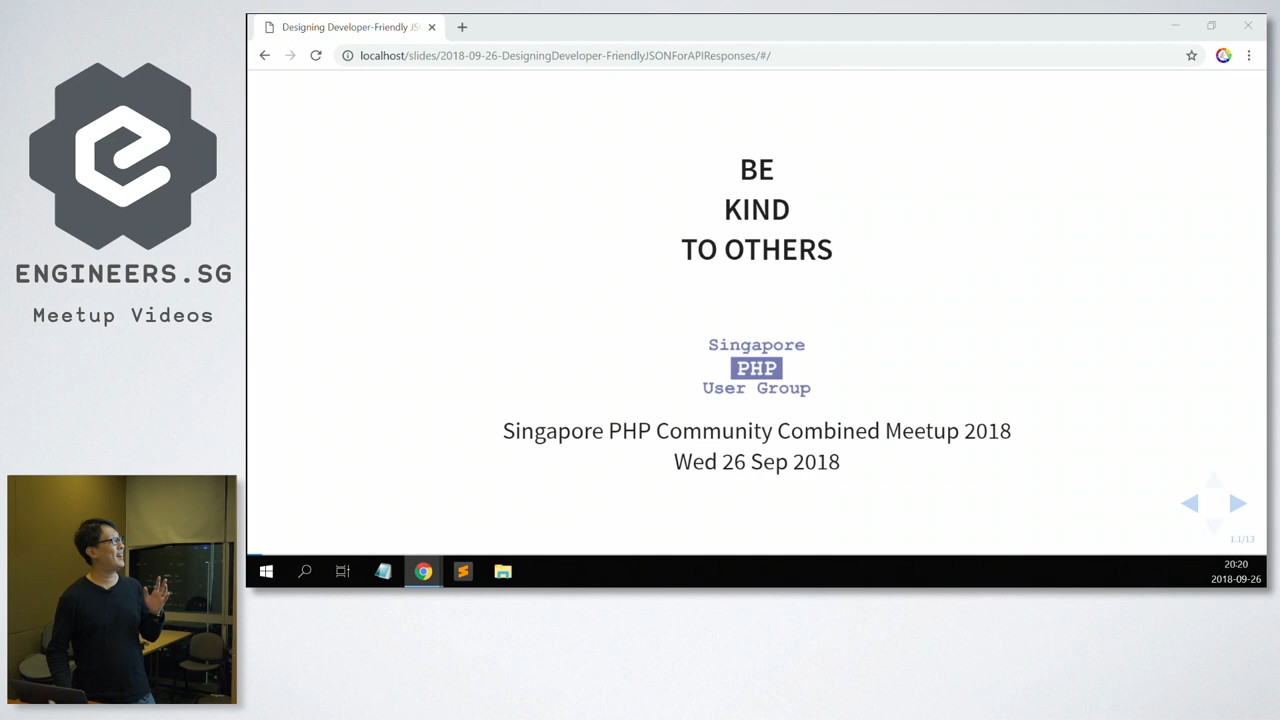 Designing Developer-Friendly JS
localhost/slides/2018-09-26-DesigningDeveloper-FriendlyJSONForAPIResponses/#/
ENGINEERS.SG
Meetup Videos
BE
KIND
TO OTHERS
Singapore
PHP
User Group
Singapore PHP Community Combined Meetup 2018
Wed 26 Sep 2018
1.1/13
20:20
2018-09-26